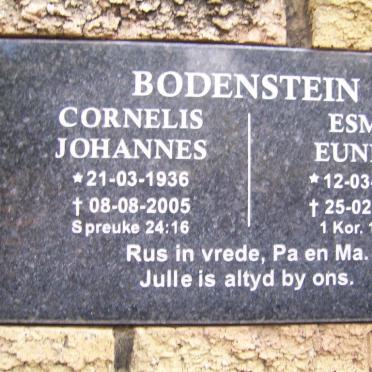 BODENSTEIN
CORNELIS
JOHANNES
*21-03-1936
† 08-08-2005
Spreuke 24:16
ESM
EUN
*12-03-
† 25-02
1 Kor. 1
Rus in vrede, Pa en Ma.
Julle is altyd by ons.